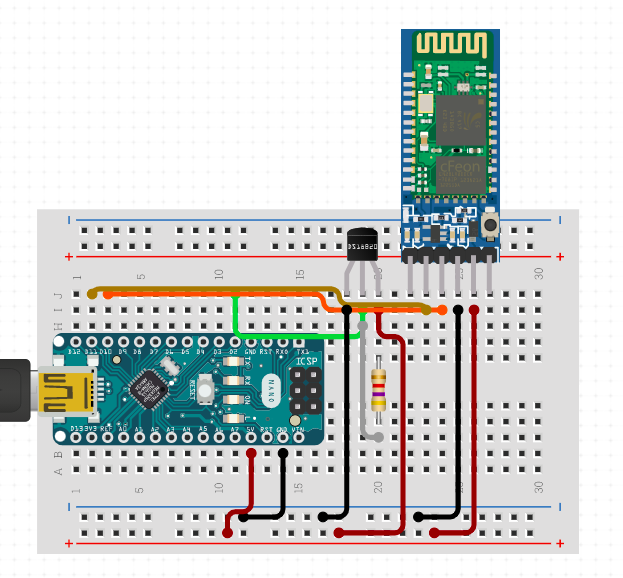 cFeon
1 5 10 15 20 25 30
J
I
H
D12 D11 D10 D9 D8 D7 D6 D5 D4 D3 D2 GND RST RX0 TX1
ICSP
RESET
NANO
D13 3V3 REF A0 A1 A2 A3 A4 A5 A6 A7 5V RST GND VIN
B
A
1 5 10 15 20 25 30